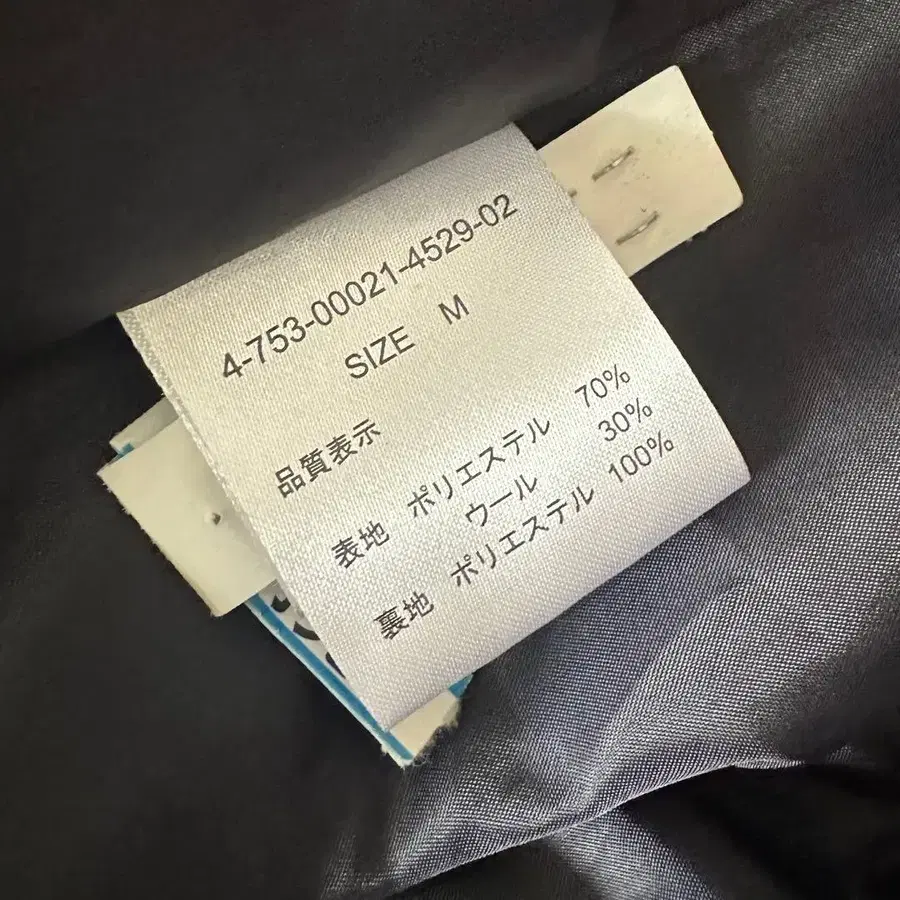 4-753-00021-4529-02
SIZE M
品質表示
表地 ポリエステル 70%
ウール 30%
裏地 ポリエステル 100%